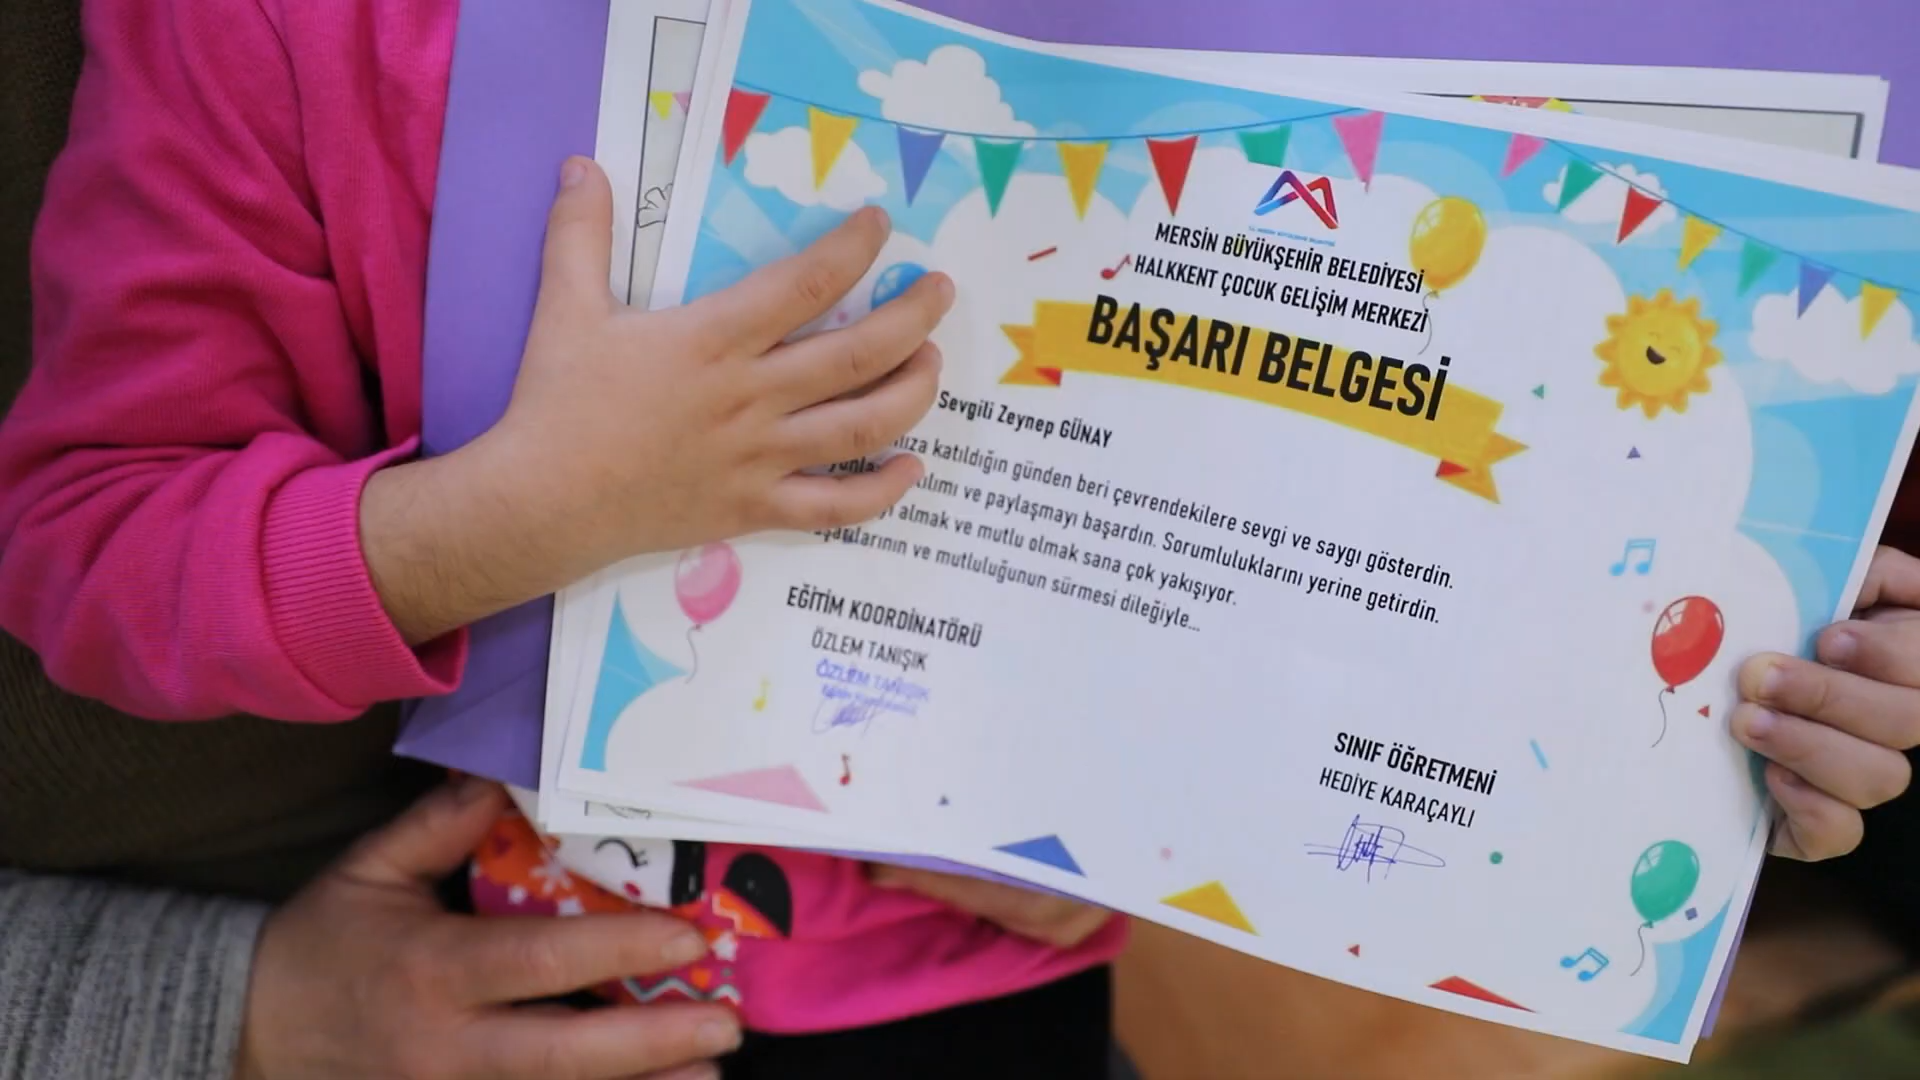 MERSİN BÜYÜKŞEHİR BELEDİYESİ
HALKKENT ÇOCUK GELİŞİM MERKEZİ
BAŞARI BELGESİ
Sevgili Zeynep GÜNAY
katıldığın günden beri çevrendekilere sevgi ve saygı gösterdin.
ve paylaşmayı başardın. Sorumluluklarını yerine getirdin.
almak ve mutlu olmak sana çok yakışıyor.
ve mutluluğunun sürmesi dileğiyle...
EĞİTİM KOORDİNATÖRÜ
ÖZLEM TANIŞIK
ÖZLEM TANIŞIK
SINIF ÖĞRETMENİ
HEDİYE KARAÇAYLI